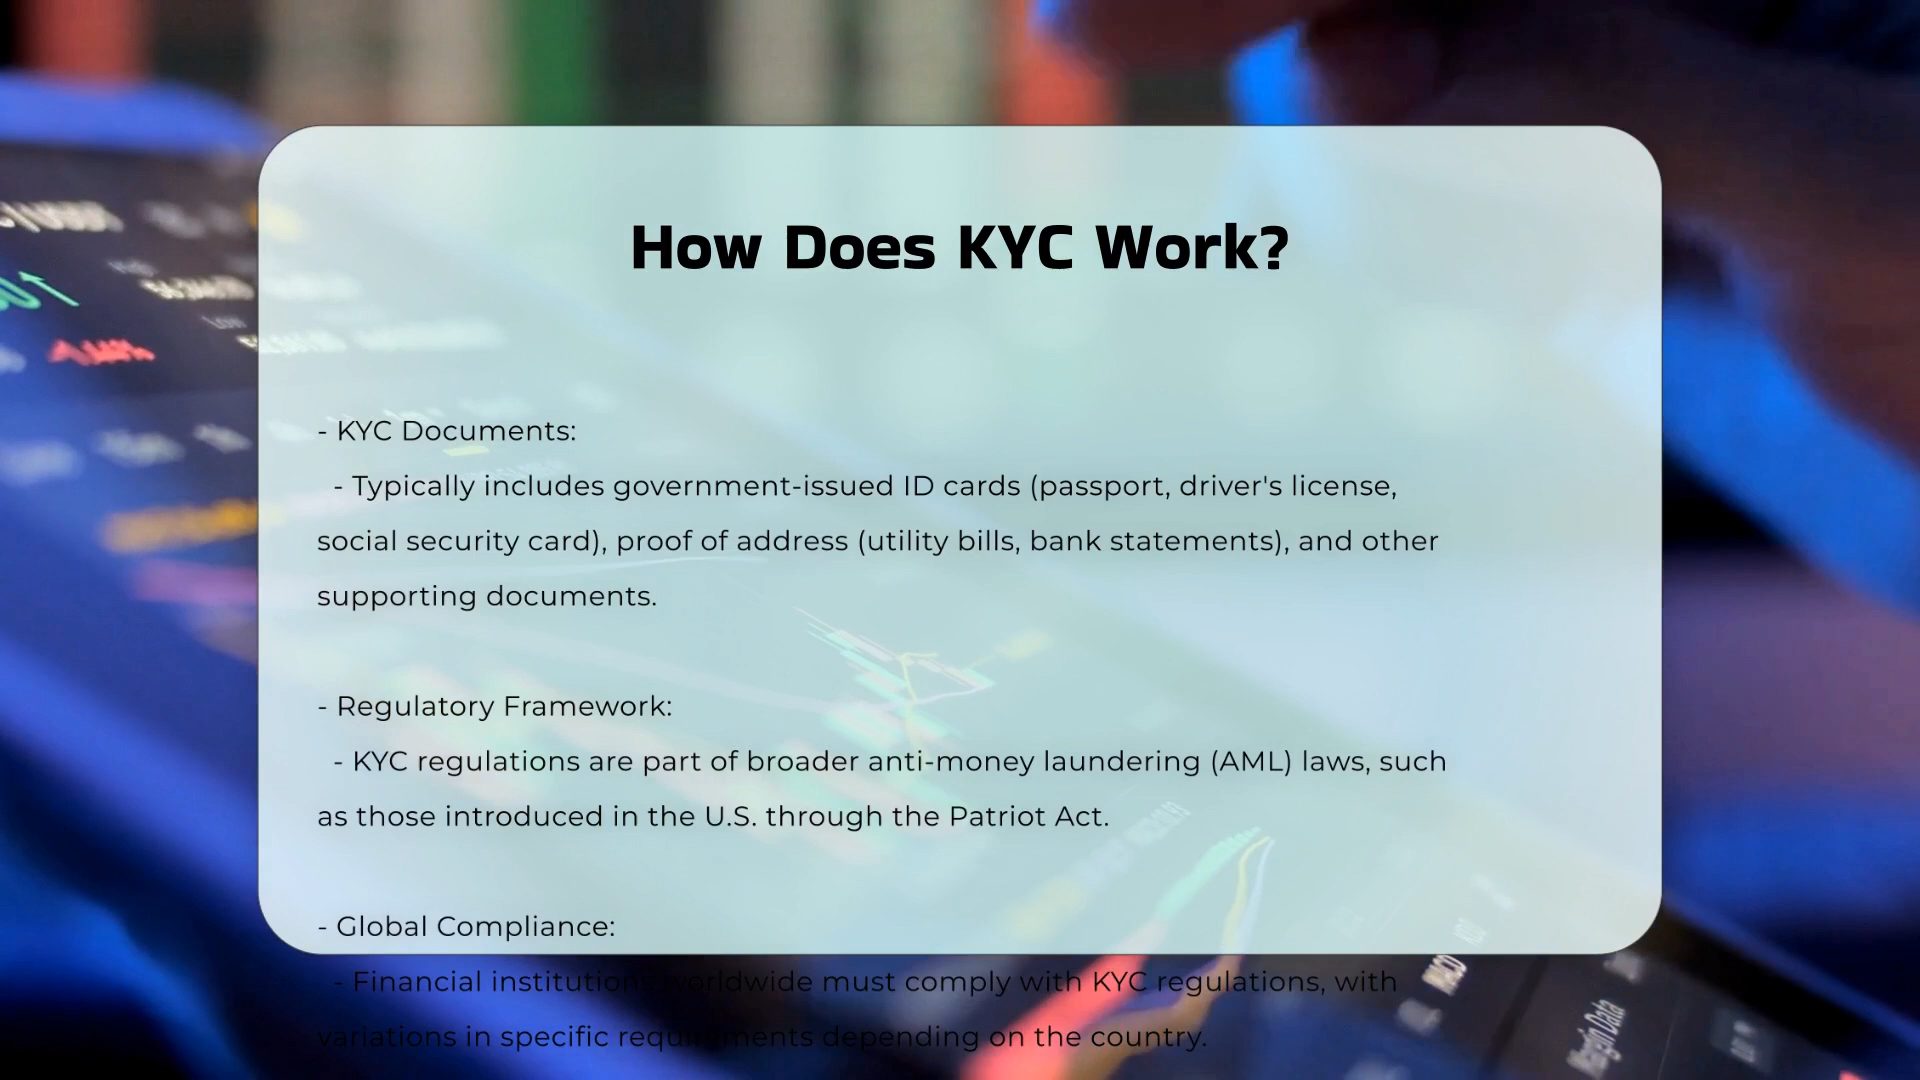 How Does KYC Work?
- KYC Documents:
- Typically includes government-issued ID cards (passport, driver's license,
social security card), proof of address (utility bills, bank statements), and other
supporting documents.
- Regulatory Framework:
- KYC regulations are part of broader anti-money laundering (AML) laws, such
as those introduced in the U.S. through the Patriot Act.
- Global Compliance:
- Financial institutions worldwide must comply with KYC regulations, with
variations in specific requirements depending on the country.
MACD
Margin Data